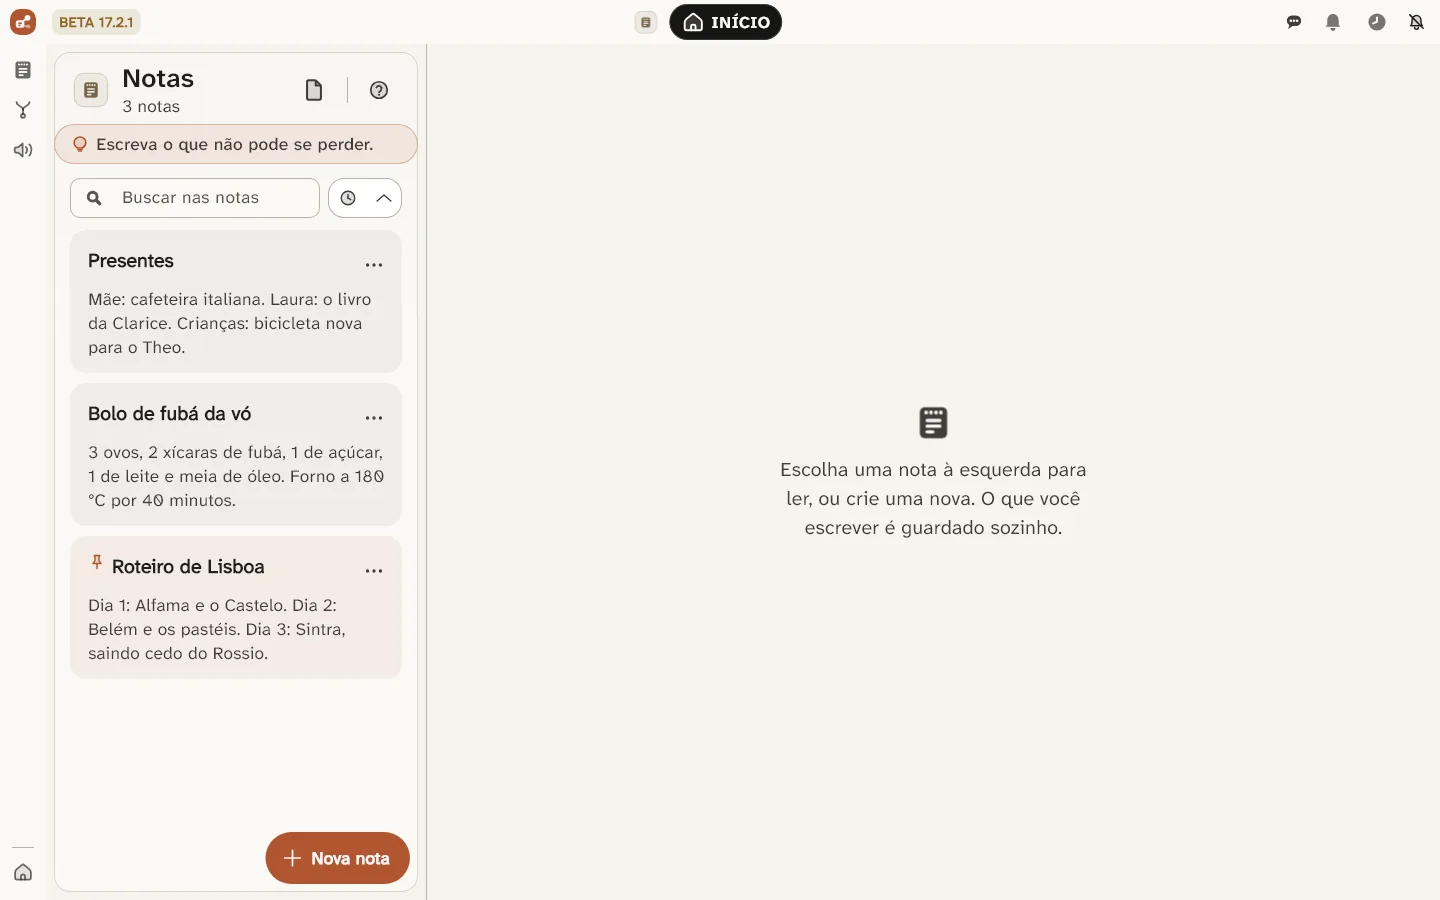 BETA 17.2.1
INÍCIO
Notas
3 notas
Escreva o que não pode se perder.
Buscar nas notas
Presentes
Mãe: cafeteira italiana. Laura: o livro
da Clarice. Crianças: bicicleta nova
para o Theo.
Bolo de fubá da vó
3 ovos, 2 xícaras de fubá, 1 de açúcar,
1 de leite e meia de óleo. Forno a 180
°C por 40 minutos.
Roteiro de Lisboa
Dia 1: Alfama e o Castelo. Dia 2:
Belém e os pastéis. Dia 3: Sintra,
saindo cedo do Rossio.
Nova nota
Escolha uma nota à esquerda para
ler, ou crie uma nova. O que você
escrever é guardado sozinho.